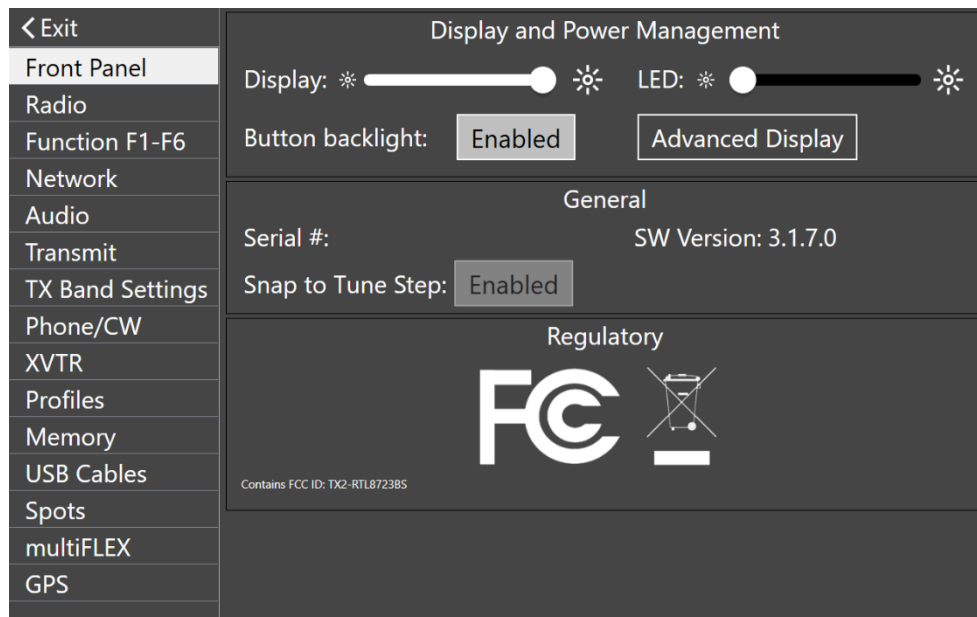 Exit
Front Panel
Radio
Function F1-F6
Network
Audio
Transmit
TX Band Settings
Phone/CW
XVTR
Profiles
Memory
USB Cables
Spots
multiFLEX
GPS
Display and Power Management
Display: LED:
Button backlight: Enabled Advanced Display
General
Serial #: SW Version: 3.1.7.0
Snap to Tune Step: Enabled
Regulatory
FC
Contains FCC ID: TX2-RTL8723BS